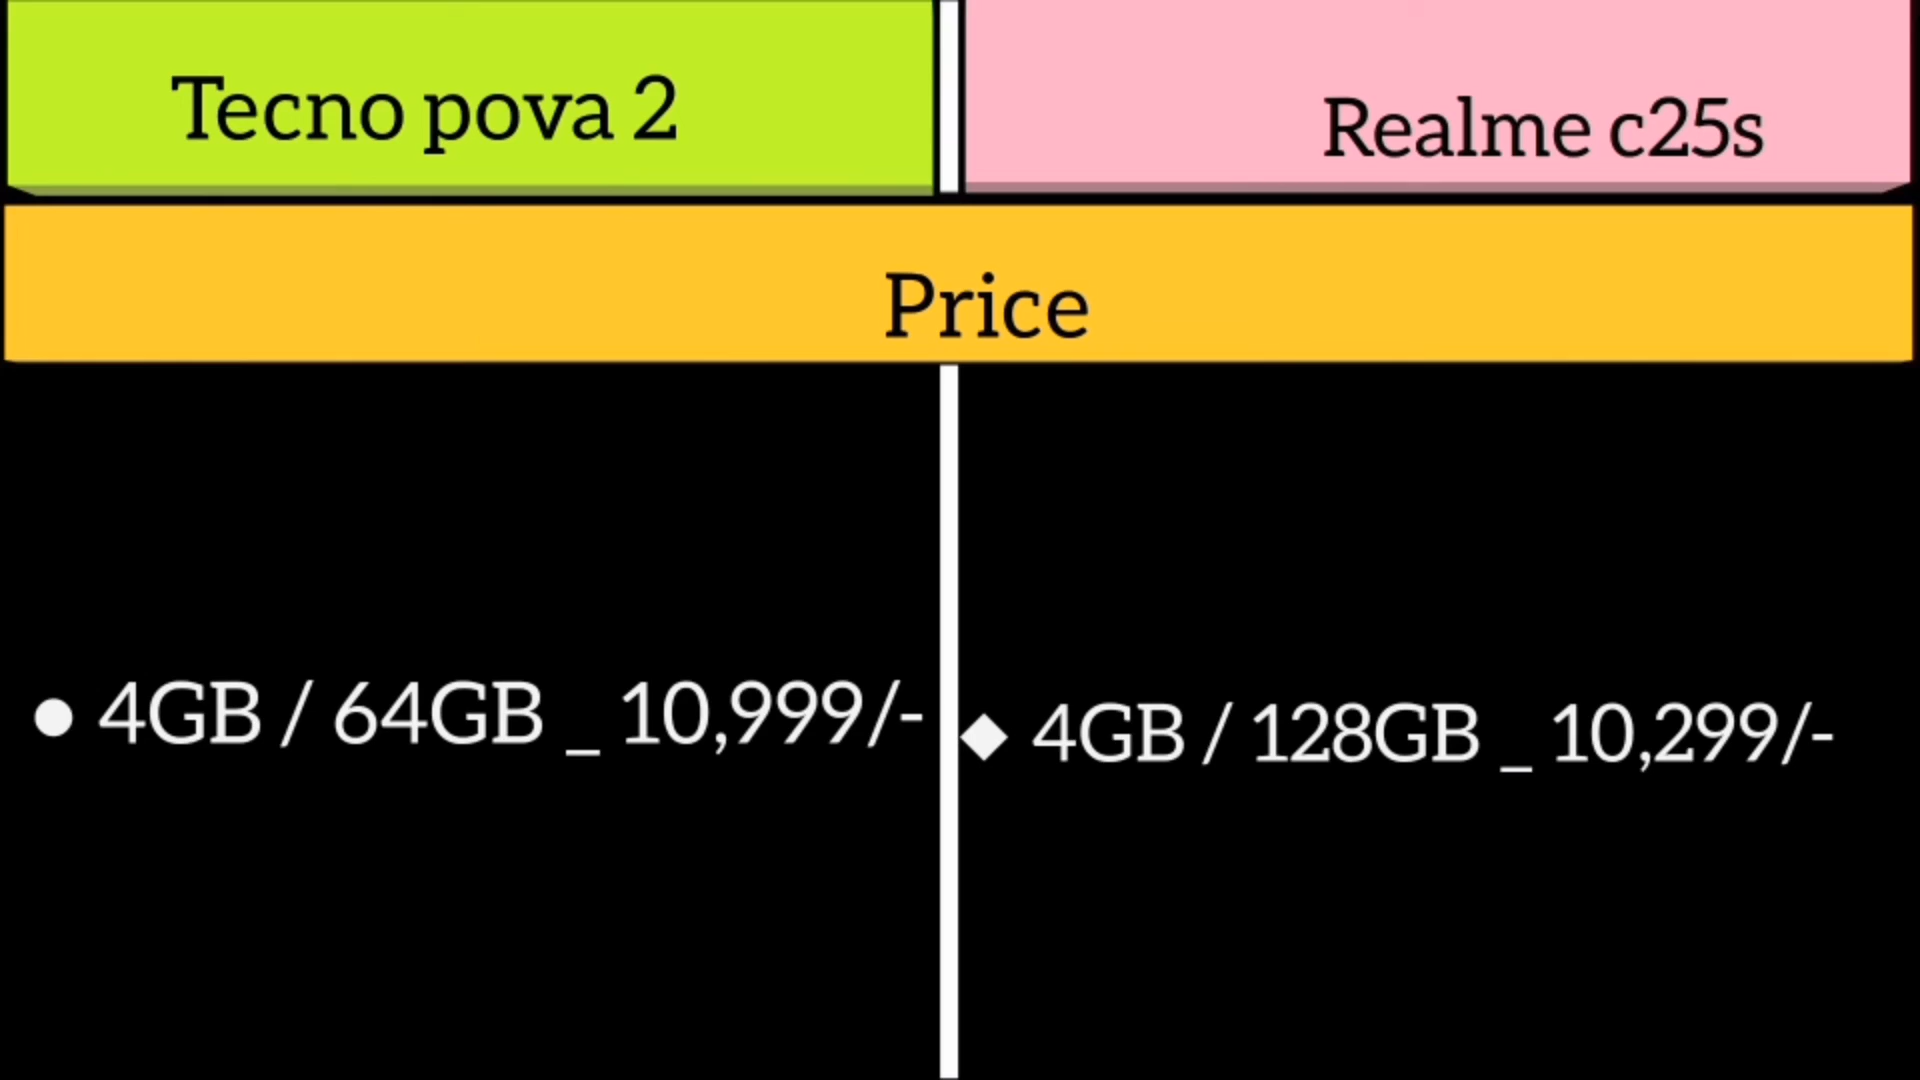 Tecno pova 2
Realme c25s
Price
● 4GB / 64GB _ 10,999/-
◆ 4GB / 128GB _ 10,299/-